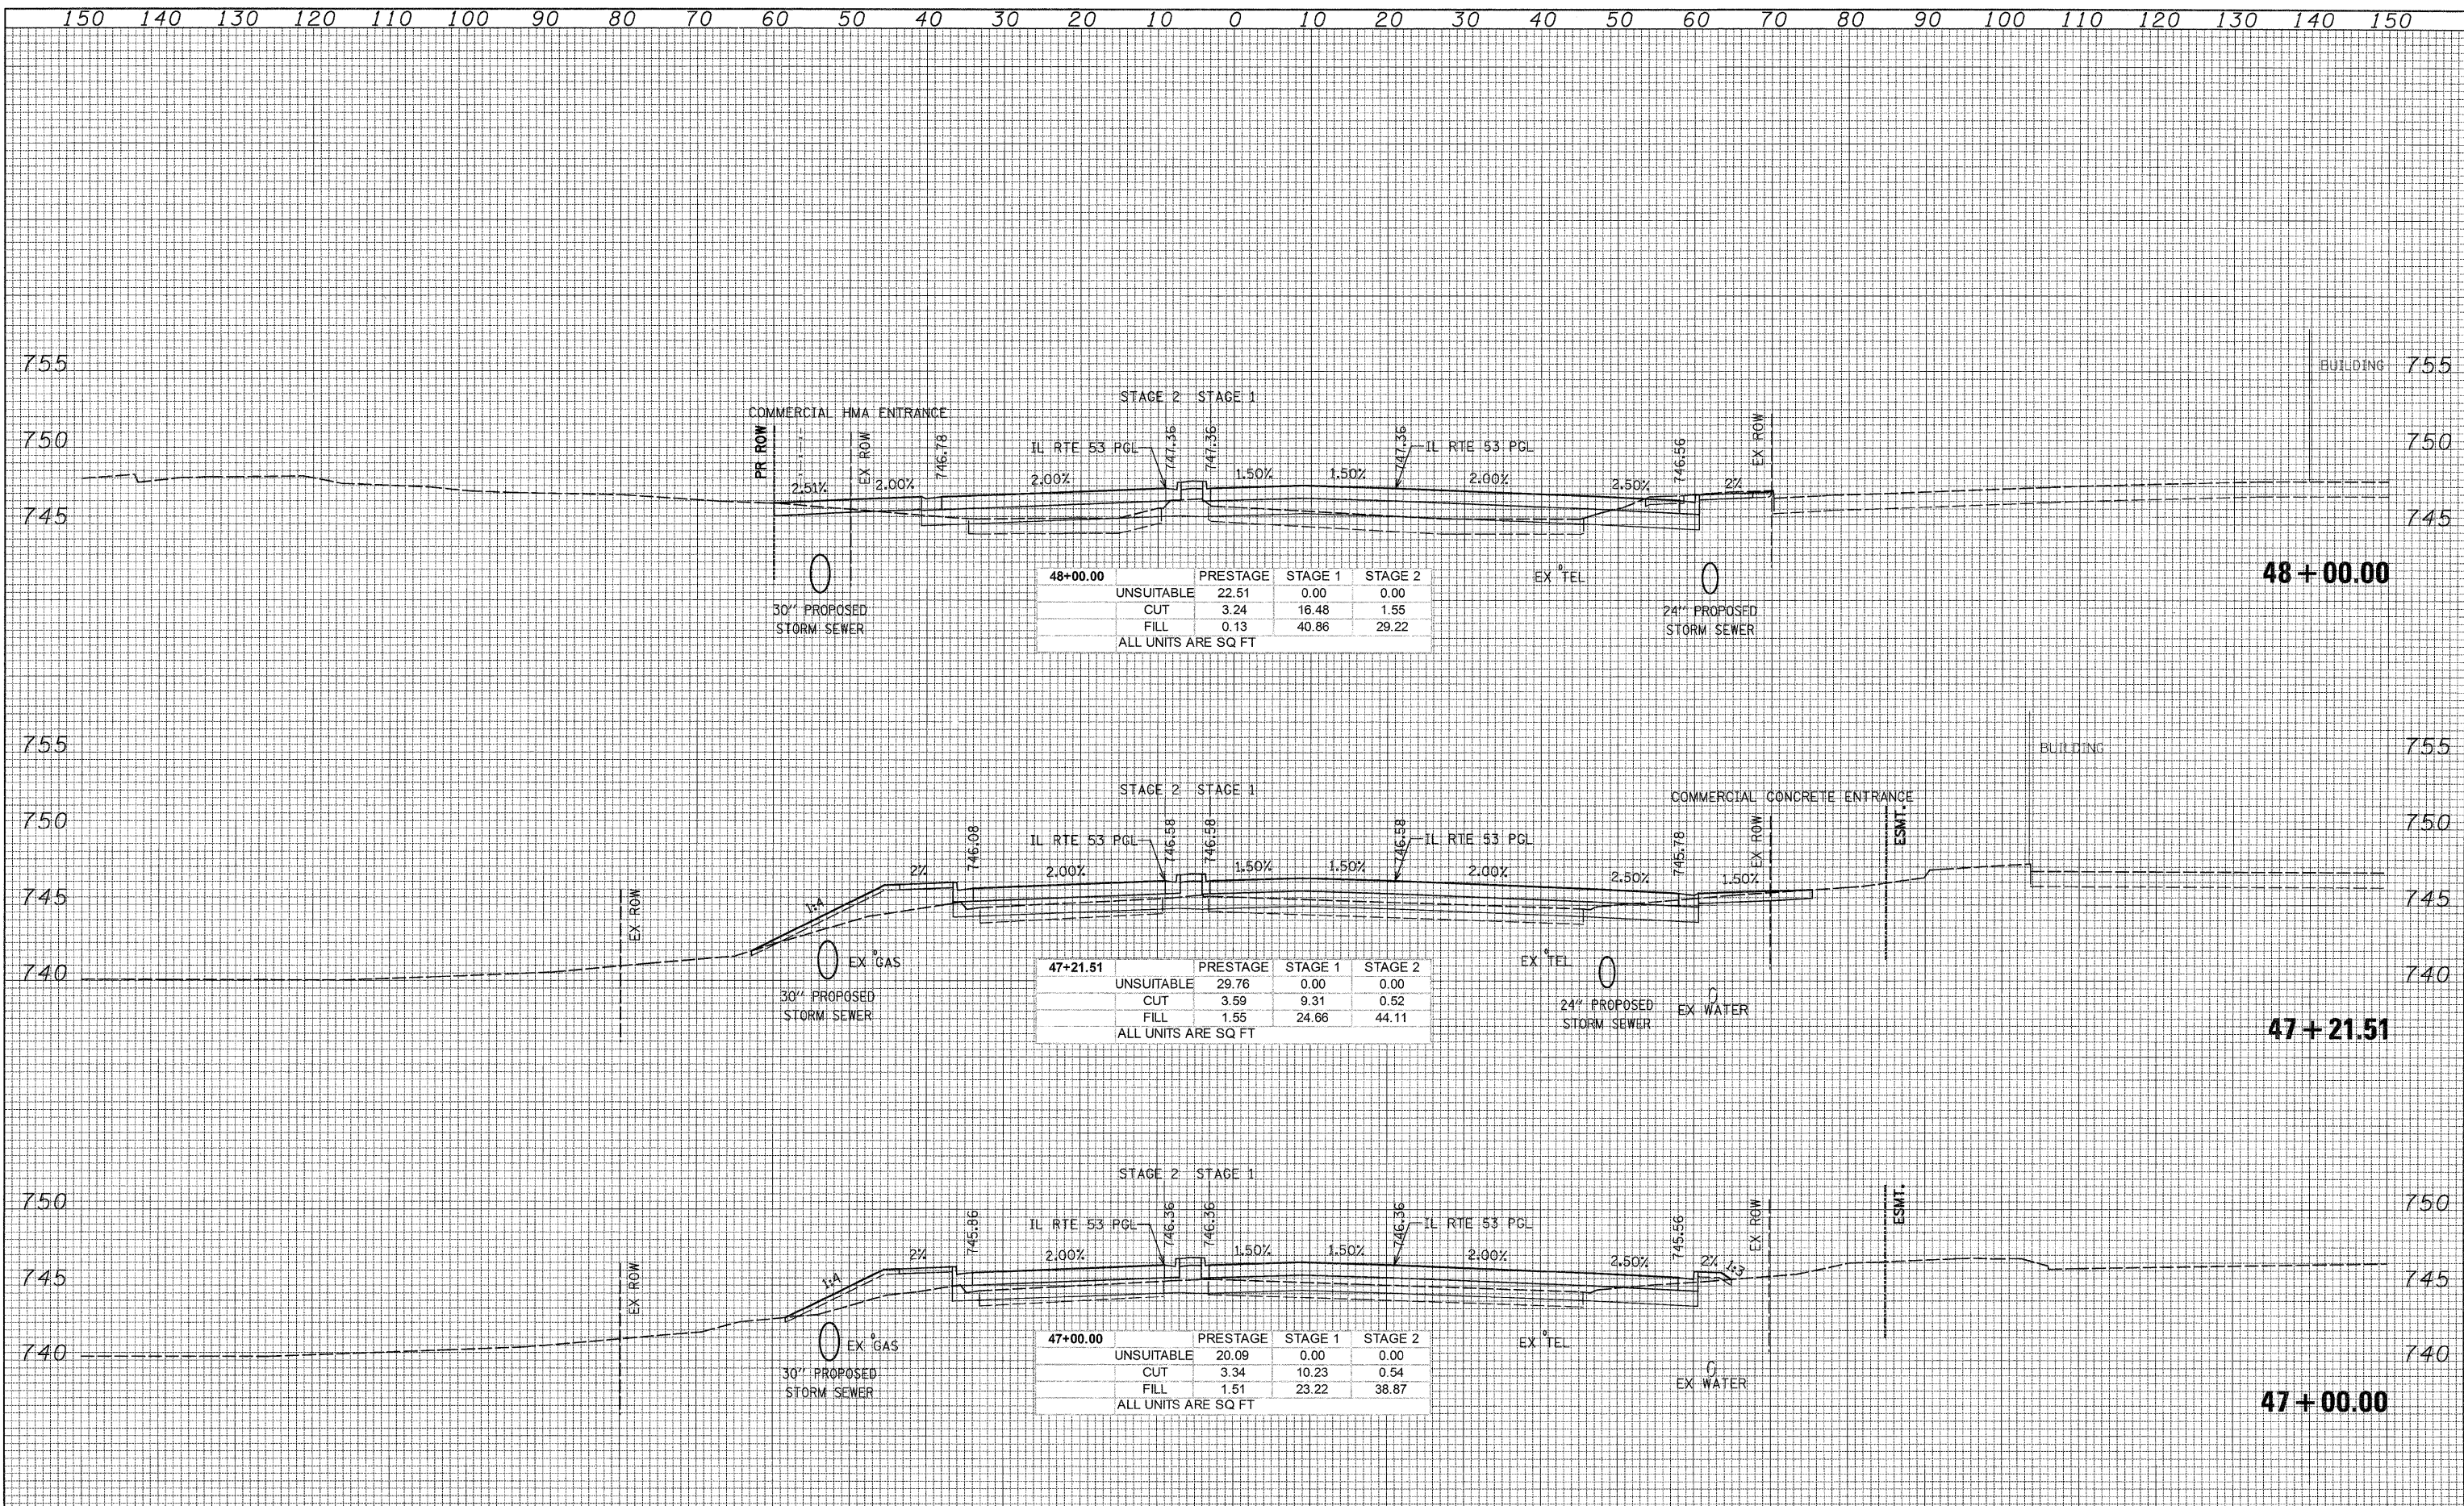 150 140 130 120 110 100 90 80 70 60 50 40 30 20 10 0 10 20 30 40 50 60 70 80 90 100 110 120 130 140 150
755 BUILDING 755
STAGE 2 STAGE 1
COMMERCIAL HMA ENTRANCE
750 PR ROW EX ROW 746.78 IL RTE 53 PGL 747.36 747.36 747.36 IL RTE 53 PGL 746.56 EX ROW 750
2.51% 2.00% 2.00% 1.50% 1.50% 2.00% 2.50% 2%
745 745
48+00.00
EX TEL
30" PROPOSED
STORM SEWER
24" PROPOSED
STORM SEWER
48+00.00 PRESTAGE STAGE 1 STAGE 2
UNSUITABLE 22.51 0.00 0.00
CUT 3.24 16.48 1.55
FILL 0.13 40.86 29.22
ALL UNITS ARE SQ FT
755 BUILDING 755
STAGE 2 STAGE 1
COMMERCIAL CONCRETE ENTRANCE
750 746.08 IL RTE 53 PGL 746.58 746.58 746.58 IL RTE 53 PGL 745.78 EX ROW ESMT. 750
2% 2.00% 1.50% 1.50% 2.00% 2.50% 1.50%
745 EX ROW 1:4 745
740 EX GAS EX TEL 740
30" PROPOSED
STORM SEWER
24" PROPOSED
STORM SEWER
EX WATER
47+21.51
47+21.51 PRESTAGE STAGE 1 STAGE 2
UNSUITABLE 29.76 0.00 0.00
CUT 3.59 9.31 0.52
FILL 1.55 24.66 44.11
ALL UNITS ARE SQ FT
STAGE 2 STAGE 1
750 745.86 IL RTE 53 PGL 746.36 746.36 746.36 IL RTE 53 PGL 745.56 EX ROW ESMT. 750
2% 2.00% 1.50% 1.50% 2.00% 2.50% 2% 1:3
745 EX ROW 1:4 745
740 EX GAS EX TEL 740
30" PROPOSED
STORM SEWER
EX WATER
47+00.00
47+00.00 PRESTAGE STAGE 1 STAGE 2
UNSUITABLE 20.09 0.00 0.00
CUT 3.34 10.23 0.54
FILL 1.51 23.22 38.87
ALL UNITS ARE SQ FT